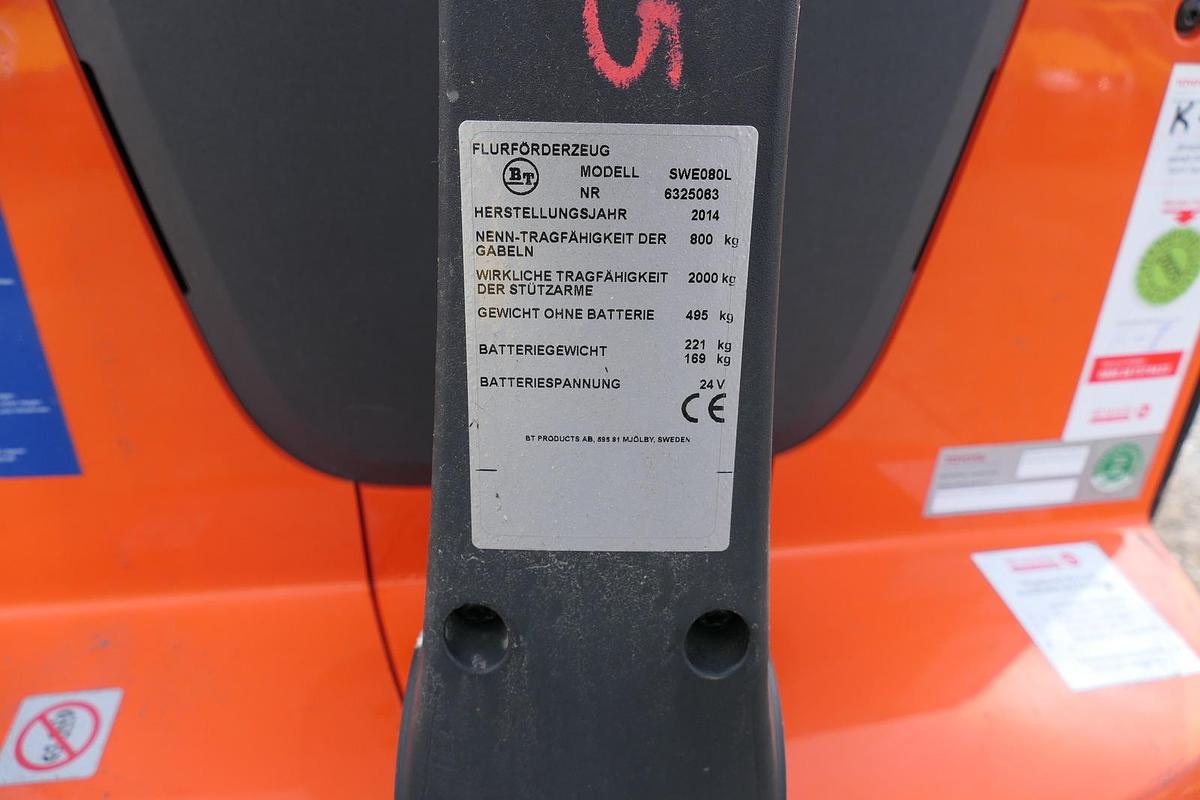 FLURFÖRDERZEUG
BT
MODELL SWE080L
NR 6325063
HERSTELLUNGSJAHR 2014
NENN-TRAGFÄHIGKEIT DER 800 kg
GABELN
WIRKLICHE TRAGFÄHIGKEIT 2000 kg
DER STÜTZARME
GEWICHT OHNE BATTERIE 495 kg
BATTERIEGEWICHT 221 kg
169 kg
BATTERIESPANNUNG 24 V
CE
BT PRODUCTS AB, 595 81 MJÖLBY, SWEDEN